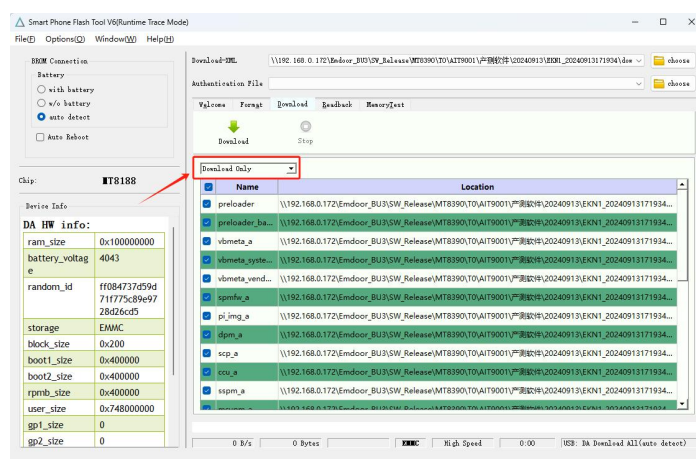 Smart Phone Flash Tool V6(Runtime Trace Mode)
File(F) Options(O) Window(W) Help(H)
BROM Connection
Battery
with battery
w/o battery
auto detect
Auto Reboot
Chip: MT8188
Device Info
DA HW info:
ram_size 0x100000000
battery_voltage 4043
random_id ff084737d59d71f775c89e9728d26cd5
storage EMMC
block_size 0x200
boot1_size 0x400000
boot2_size 0x400000
rpmb_size 0x400000
user_size 0x748000000
gp1_size 0
gp2_size 0
Download-XML \\192.168.0.172\Emdoor_BU3\SW_Release\MT8390\T0\AIT9001\产测软件\20240913\EKN1_20240913171934\dow choose
Authentication File choose
Welcome Format Download Readback MemoryTest
Download Stop
Download Only
Name Location
preloader \\192.168.0.172\Emdoor_BU3\SW_Release\MT8390\T0\AIT9001\产测软件\20240913\EKN1_20240913171934...
preloader_ba... \\192.168.0.172\Emdoor_BU3\SW_Release\MT8390\T0\AIT9001\产测软件\20240913\EKN1_20240913171934...
vbmeta_a \\192.168.0.172\Emdoor_BU3\SW_Release\MT8390\T0\AIT9001\产测软件\20240913\EKN1_20240913171934...
vbmeta_syste... \\192.168.0.172\Emdoor_BU3\SW_Release\MT8390\T0\AIT9001\产测软件\20240913\EKN1_20240913171934...
vbmeta_vend... \\192.168.0.172\Emdoor_BU3\SW_Release\MT8390\T0\AIT9001\产测软件\20240913\EKN1_20240913171934...
spmfw_a \\192.168.0.172\Emdoor_BU3\SW_Release\MT8390\T0\AIT9001\产测软件\20240913\EKN1_20240913171934...
pi_img_a \\192.168.0.172\Emdoor_BU3\SW_Release\MT8390\T0\AIT9001\产测软件\20240913\EKN1_20240913171934...
dpm_a \\192.168.0.172\Emdoor_BU3\SW_Release\MT8390\T0\AIT9001\产测软件\20240913\EKN1_20240913171934...
scp_a \\192.168.0.172\Emdoor_BU3\SW_Release\MT8390\T0\AIT9001\产测软件\20240913\EKN1_20240913171934...
ccu_a \\192.168.0.172\Emdoor_BU3\SW_Release\MT8390\T0\AIT9001\产测软件\20240913\EKN1_20240913171934...
sspm_a \\192.168.0.172\Emdoor_BU3\SW_Release\MT8390\T0\AIT9001\产测软件\20240913\EKN1_20240913171934...
0 B/s 0 Bytes EMMC High Speed 0:00 USB: DA Download All(auto detect)